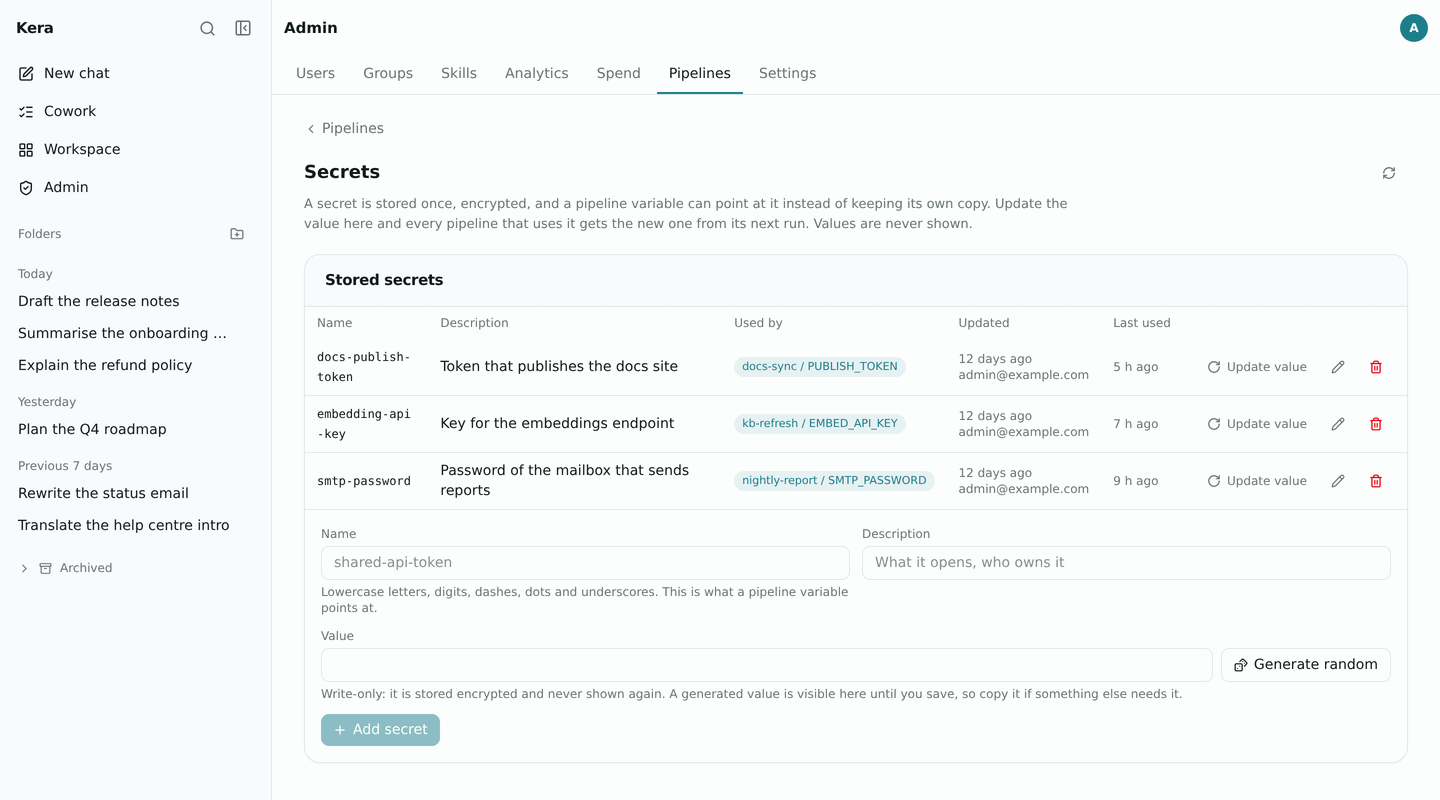 Kera
New chat
Cowork
Workspace
Admin
Folders
Today
Draft the release notes
Summarise the onboarding ...
Explain the refund policy
Yesterday
Plan the Q4 roadmap
Previous 7 days
Rewrite the status email
Translate the help centre intro
Archived
Admin
A
Users
Groups
Skills
Analytics
Spend
Pipelines
Settings
Pipelines
Secrets
A secret is stored once, encrypted, and a pipeline variable can point at it instead of keeping its own copy. Update the
value here and every pipeline that uses it gets the new one from its next run. Values are never shown.
Stored secrets
Name Description Used by Updated Last used
docs-publish-
token
Token that publishes the docs site
docs-sync / PUBLISH_TOKEN
12 days ago
admin@example.com
5 h ago
Update value
embedding-api
-key
Key for the embeddings endpoint
kb-refresh / EMBED_API_KEY
12 days ago
admin@example.com
7 h ago
Update value
smtp-password
Password of the mailbox that sends
reports
nightly-report / SMTP_PASSWORD
12 days ago
admin@example.com
9 h ago
Update value
Name
shared-api-token
Lowercase letters, digits, dashes, dots and underscores. This is what a pipeline variable
points at.
Description
What it opens, who owns it
Value
Generate random
Write-only: it is stored encrypted and never shown again. A generated value is visible here until you save, so copy it if something else needs it.
+ Add secret